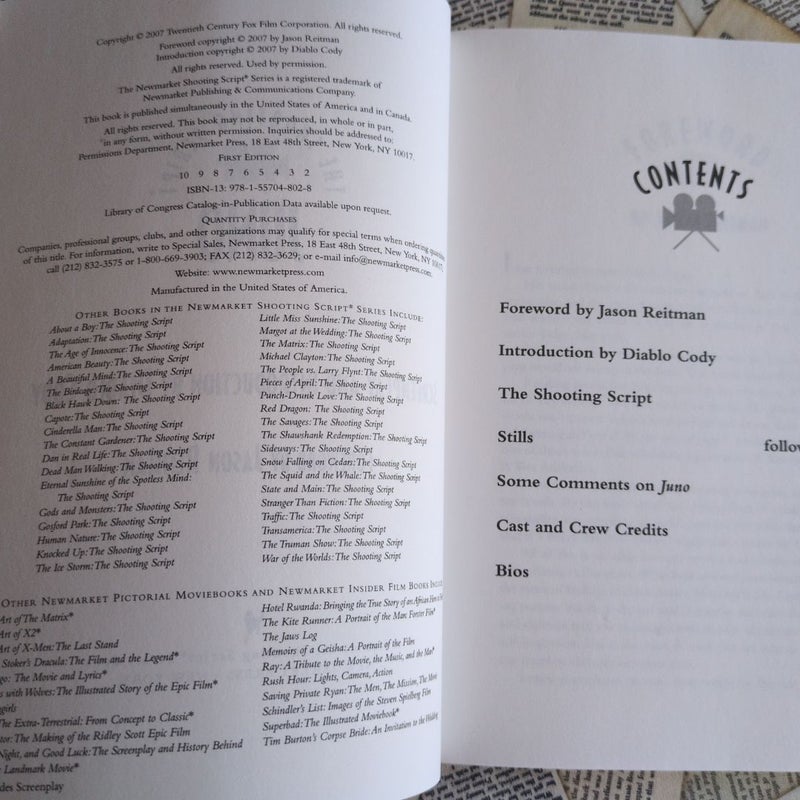 Copyright © 2007 Twentieth Century Fox Film Corporation. All rights reserved.
Foreword copyright © 2007 by Jason Reitman
Introduction copyright © 2007 by Diablo Cody
All rights reserved. Used by permission.
The Newmarket Shooting Script® Series is a registered trademark of
Newmarket Publishing & Communications Company.
This book is published simultaneously in the United States of America and in Canada.
All rights reserved. This book may not be reproduced, in whole or in part,
in any form, without written permission. Inquiries should be addressed to:
Permissions Department, Newmarket Press, 18 East 48th Street, New York, NY 10017.
FIRST EDITION
10 9 8 7 6 5 4 3 2
ISBN-13: 978-1-55704-802-8
Library of Congress Catalog-in-Publication Data available upon request.
QUANTITY PURCHASES
Companies, professional groups, clubs, and other organizations may qualify for special terms when ordering quantities
of this title. For information, write to Special Sales, Newmarket Press, 18 East 48th Street, New York, NY 10017,
call (212) 832-3575 or 1-800-669-3903; FAX (212) 832-3629; or e-mail info@newmarketpress.com.
Website: www.newmarketpress.com
Manufactured in the United States of America.
OTHER BOOKS IN THE NEWMARKET SHOOTING SCRIPT® SERIES INCLUDE:
About a Boy: The Shooting Script
Adaptation: The Shooting Script
The Age of Innocence: The Shooting Script
American Beauty: The Shooting Script
A Beautiful Mind: The Shooting Script
The Birdcage: The Shooting Script
Black Hawk Down: The Shooting Script
Capote: The Shooting Script
Cinderella Man: The Shooting Script
The Constant Gardener: The Shooting Script
Dan in Real Life: The Shooting Script
Dead Man Walking: The Shooting Script
Eternal Sunshine of the Spotless Mind:
The Shooting Script
Gods and Monsters: The Shooting Script
Gosford Park: The Shooting Script
Human Nature: The Shooting Script
Knocked Up: The Shooting Script
The Ice Storm: The Shooting Script
Little Miss Sunshine: The Shooting Script
Margot at the Wedding: The Shooting Script
The Matrix: The Shooting Script
Michael Clayton: The Shooting Script
The People vs. Larry Flynt: The Shooting Script
Pieces of April: The Shooting Script
Punch-Drunk Love: The Shooting Script
Red Dragon: The Shooting Script
The Savages: The Shooting Script
The Shawshank Redemption: The Shooting Script
Sideways: The Shooting Script
Snow Falling on Cedars: The Shooting Script
The Squid and the Whale: The Shooting Script
State and Main: The Shooting Script
Stranger Than Fiction: The Shooting Script
Traffic: The Shooting Script
Transamerica: The Shooting Script
The Truman Show: The Shooting Script
War of the Worlds: The Shooting Script
OTHER NEWMARKET PICTORIAL MOVIEBOOKS AND NEWMARKET INSIDER FILM BOOKS
Art of The Matrix*
Art of X2*
Art of X-Men: The Last Stand
Stoker's Dracula: The Film and the Legend*
go: The Movie and Lyrics*
s with Wolves: The Illustrated Story of the Epic Film*
girls
The Extra-Terrestrial: From Concept to Classic*
tor: The Making of the Ridley Scott Epic Film
Night, and Good Luck: The Screenplay and History Behind
Landmark Movie*
des Screenplay
Hotel Rwanda: Bringing the True Story of an African
The Kite Runner: A Portrait of the Marc Forster Film*
The Jaws Log
Memoirs of a Geisha: A Portrait of the Film
Ray: A Tribute to the Movie, the Music, and the Man*
Rush Hour: Lights, Camera, Action
Saving Private Ryan: The Men, The Mission, The Movie
Schindler's List: Images of the Steven Spielberg Film
Superbad: The Illustrated Moviebook*
Tim Burton's Corpse Bride: An Invitation to the Wedding
CONTENTS
Foreword by Jason Reitman
Introduction by Diablo Cody
The Shooting Script
Stills
follow
Some Comments on Juno
Cast and Crew Credits
Bios